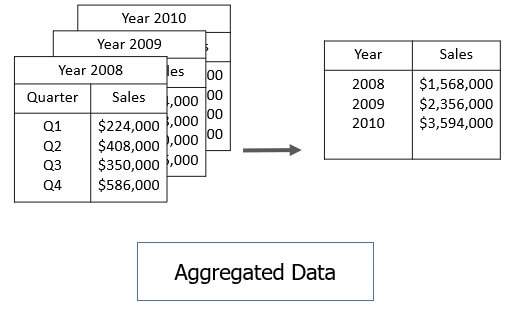 Year 2010
Year 2009
Year 2008
Quarter Sales
Q1 $224,000
Q2 $408,000
Q3 $350,000
Q4 $586,000
Year Sales
2008 $1,568,000
2009 $2,356,000
2010 $3,594,000
Aggregated Data